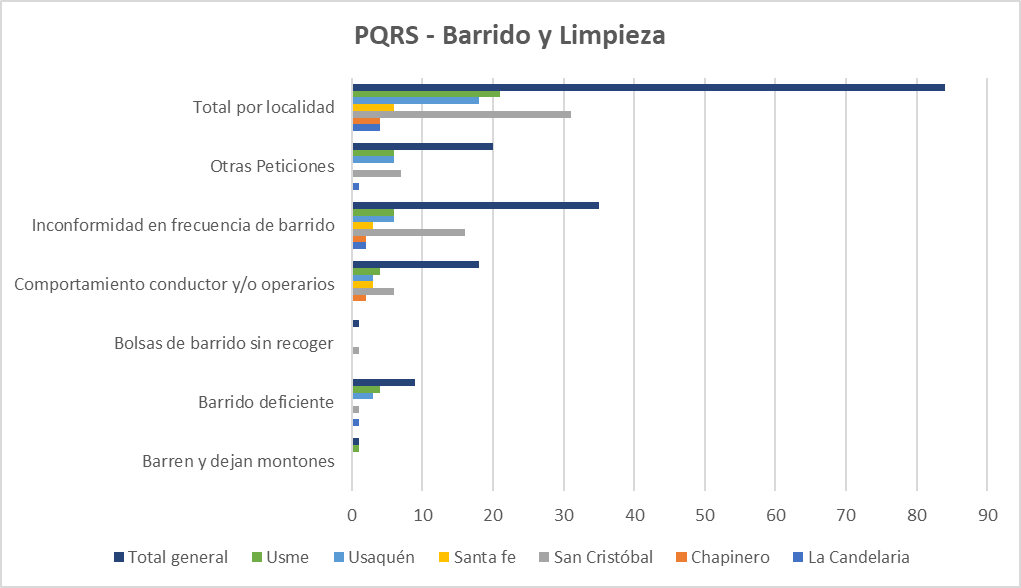 PQRS - Barrido y Limpieza
Total por localidad
Otras Peticiones
Inconformidad en frecuencia de barrido
Comportamiento conductor y/o operarios
Bolsas de barrido sin recoger
Barrido deficiente
Barren y dejan montones
0 10 20 30 40 50 60 70 80 90
Total general Usme Usaquén Santa fe San Cristóbal Chapinero La Candelaria